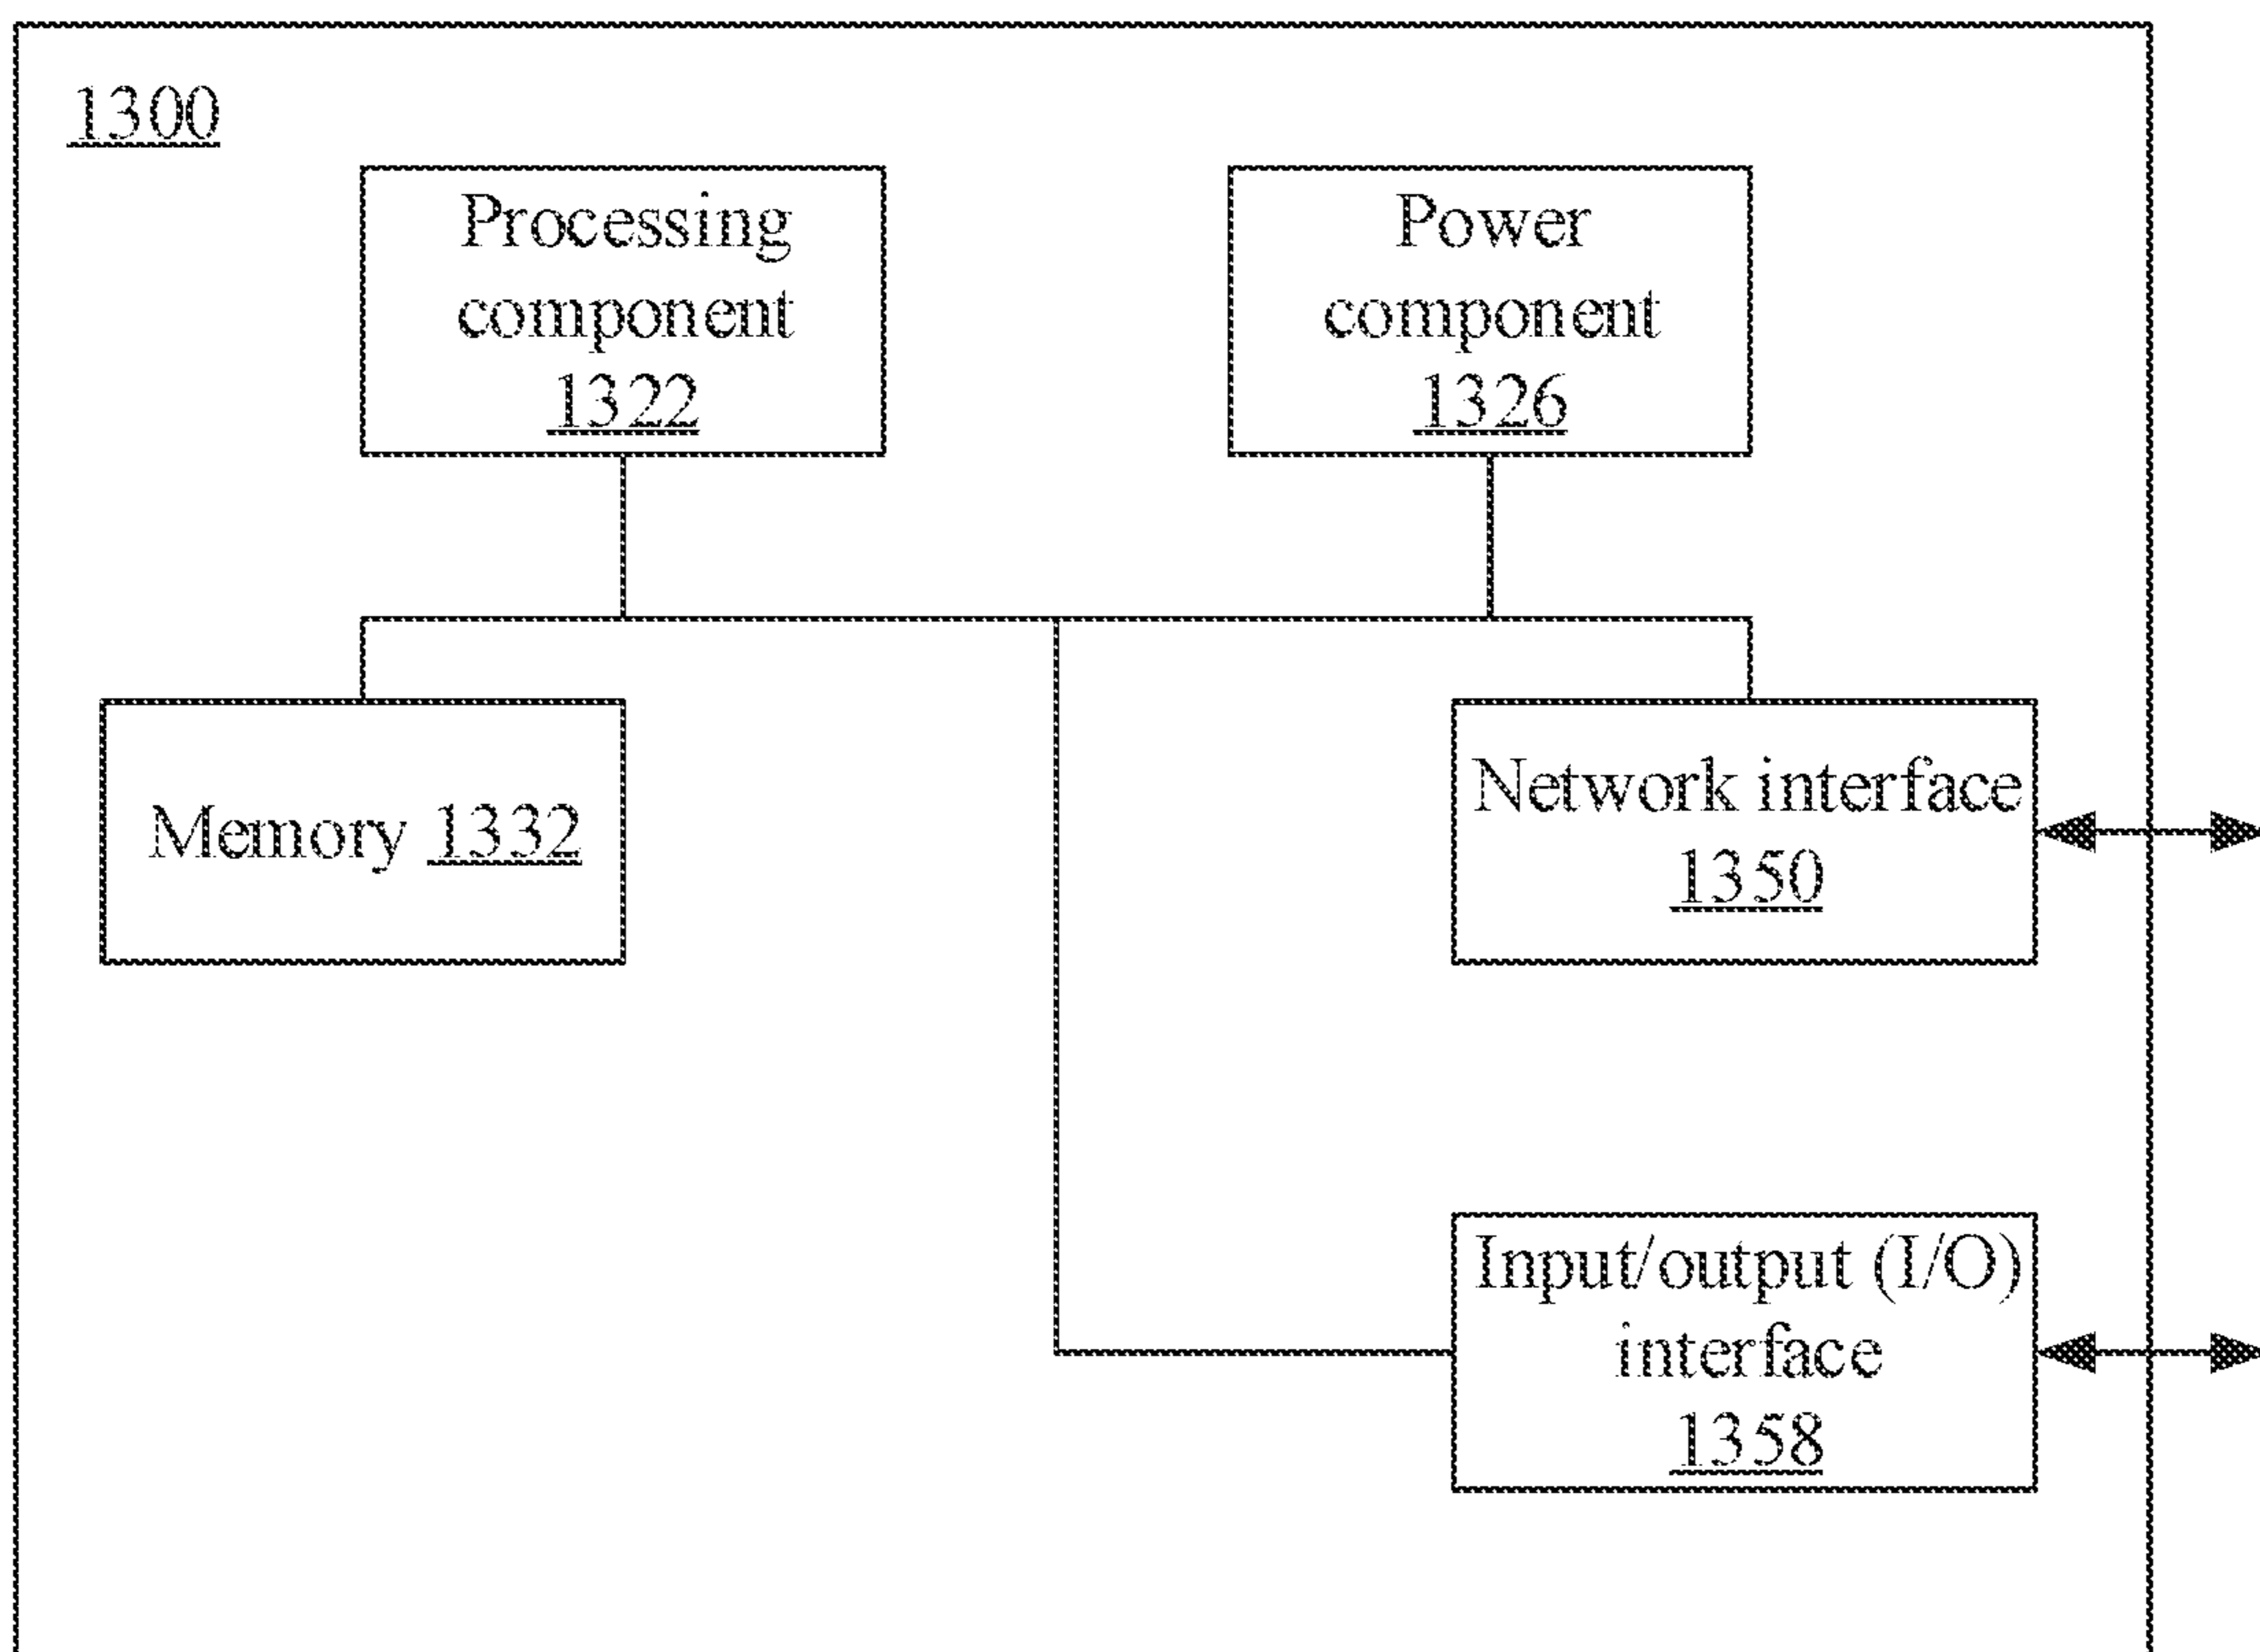 1300
Processing
component
1322
Power
component
1326
Memory 1332
Network interface
1350
Input/output (I/O)
interface
1358